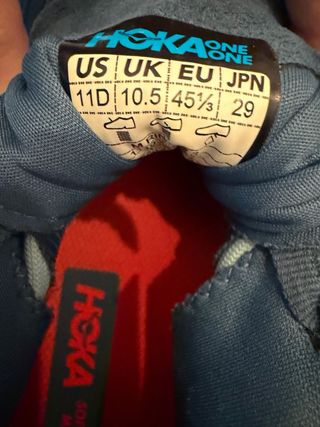 HOKA ONE ONE
US UK EU JPN
11D 10.5 45⅓ 29
HOKA